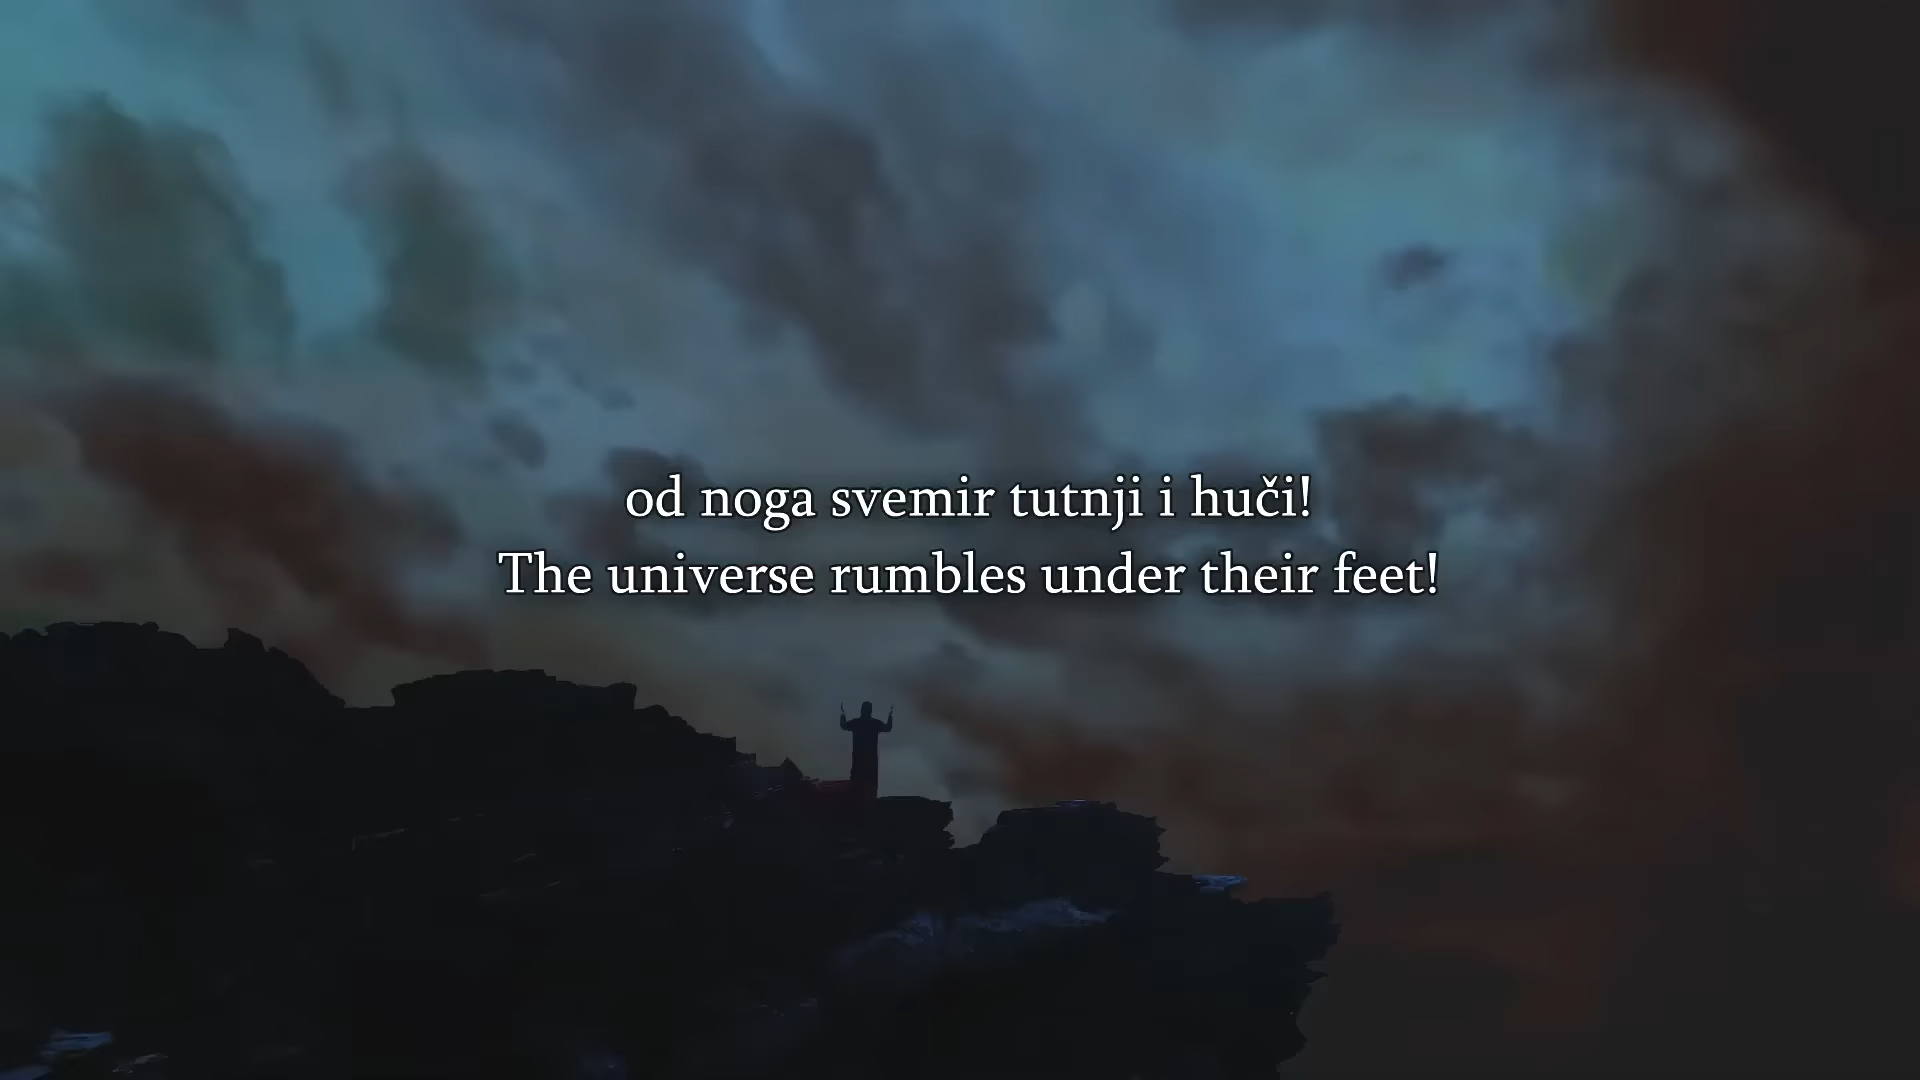 od noga svemir tutnji i huči!
The universe rumbles under their feet!